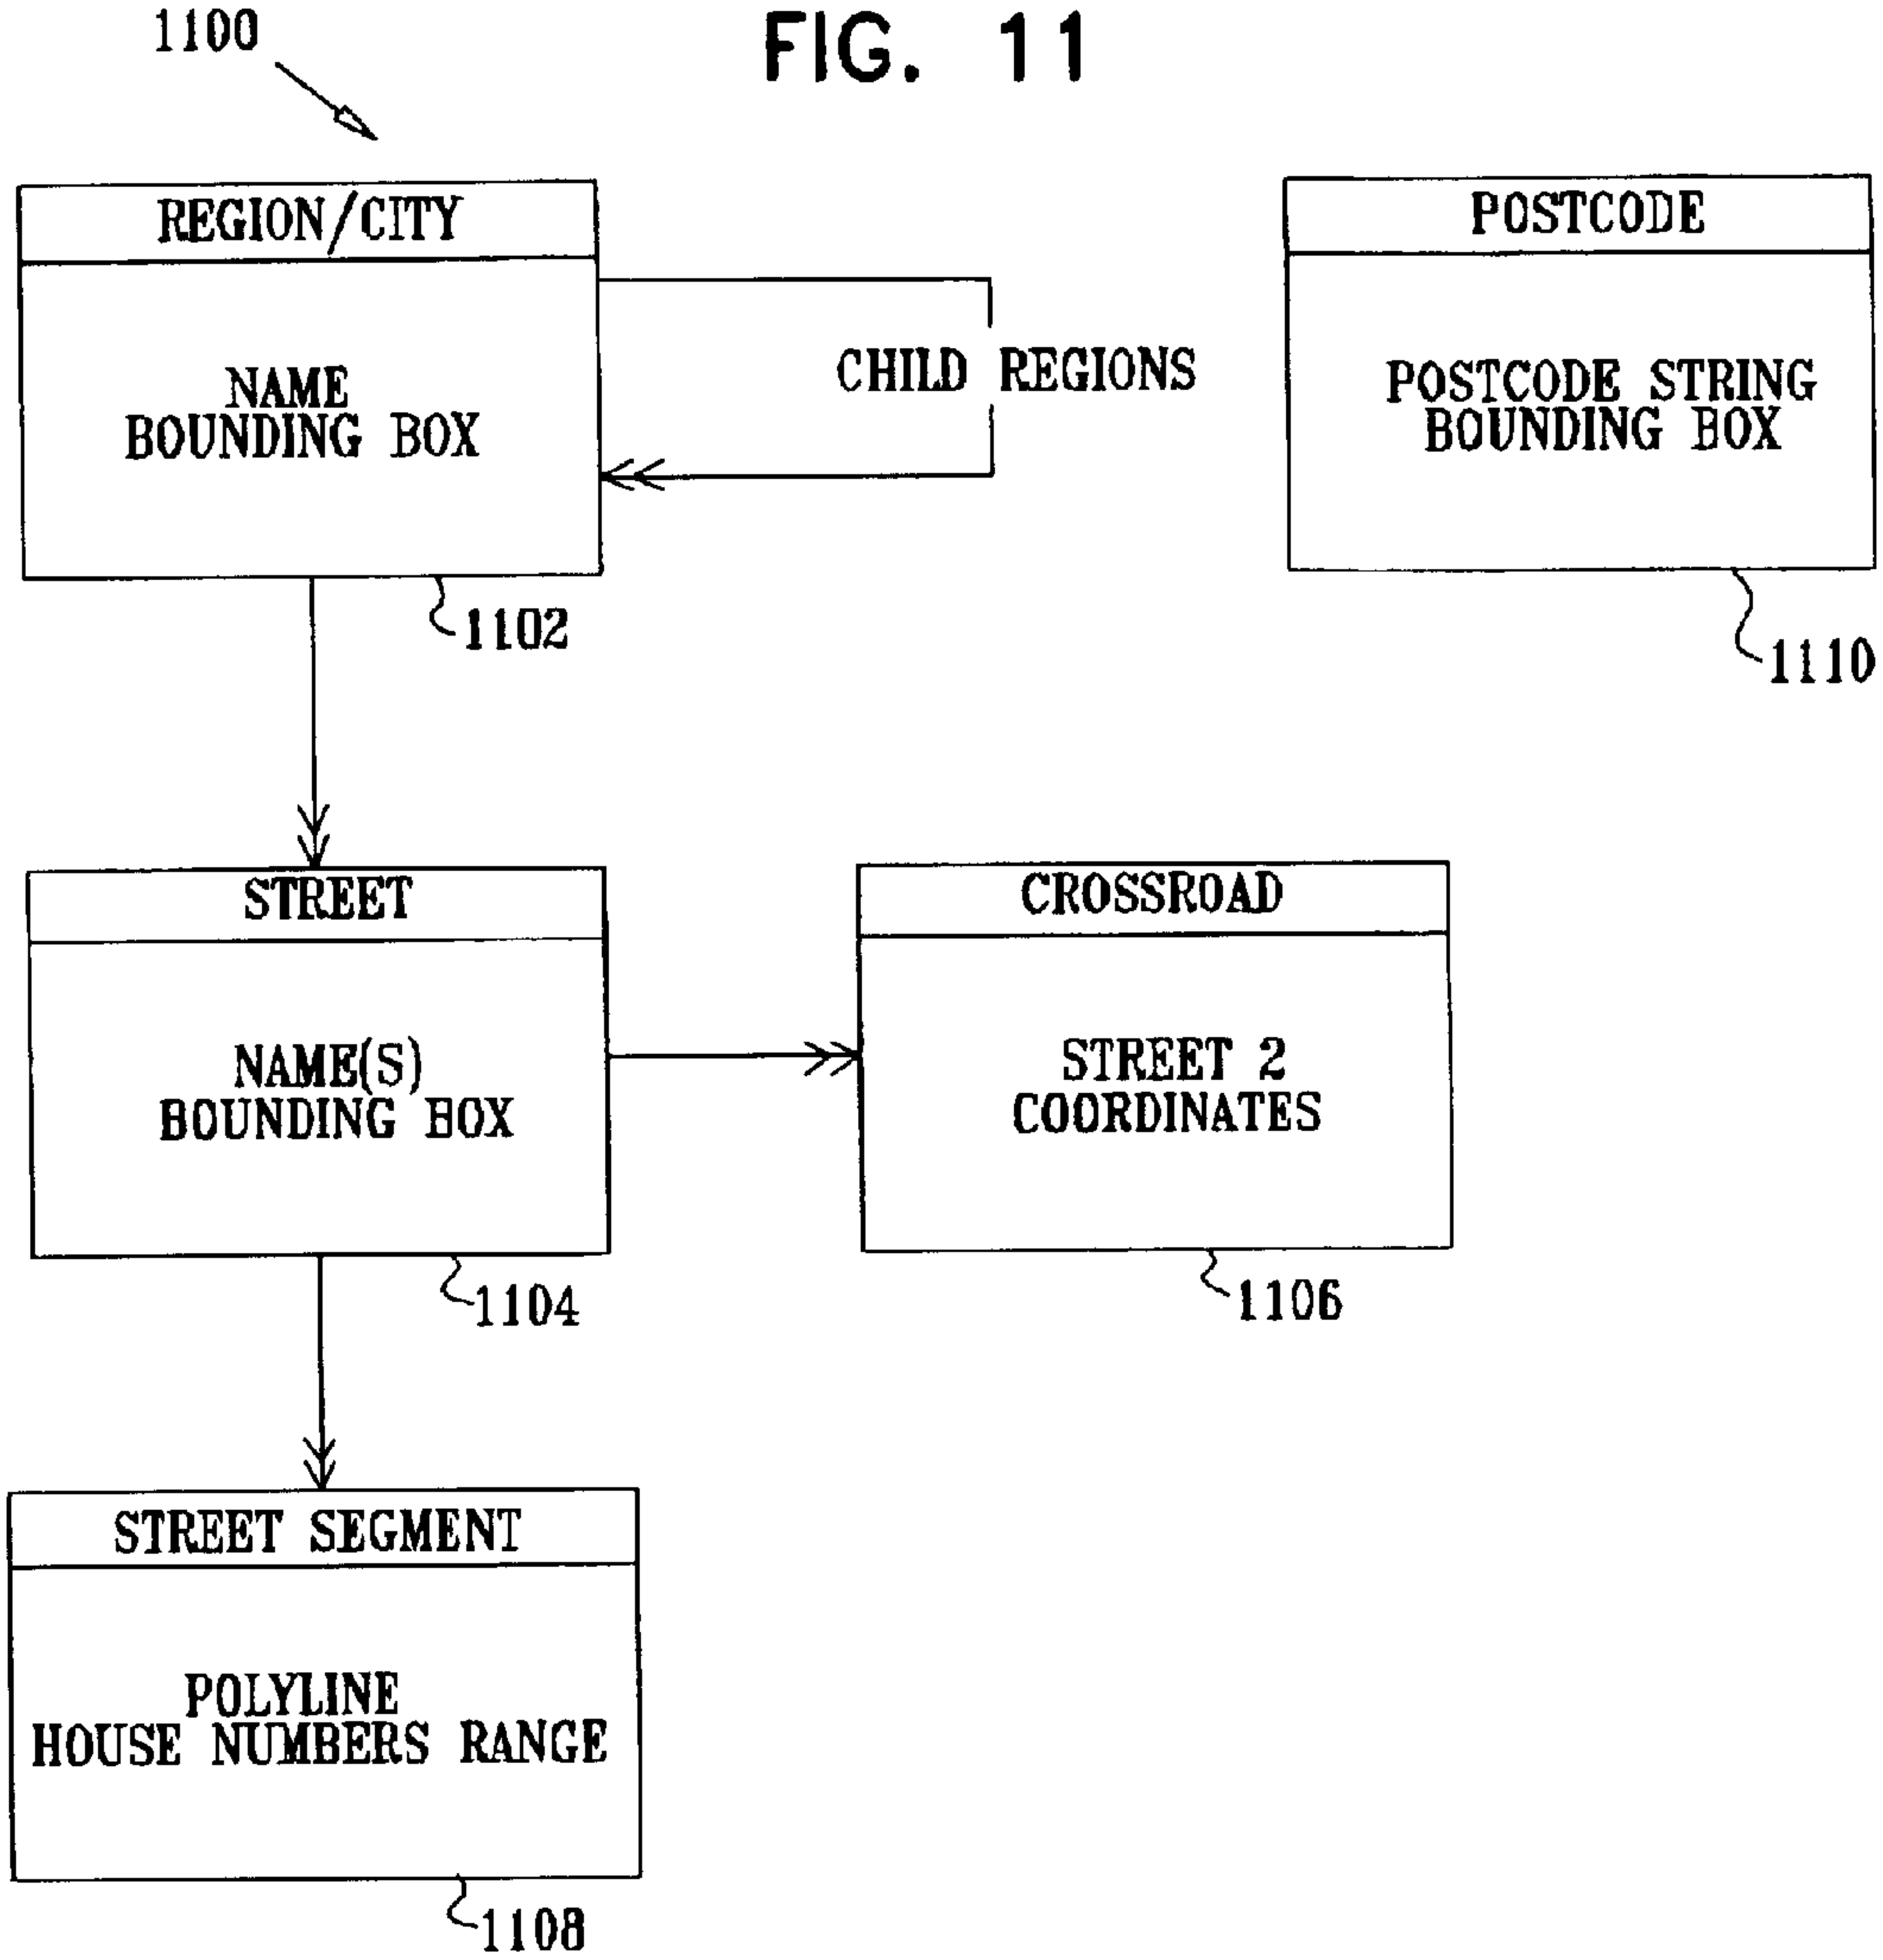 FIG. 11
1100
REGION/CITY
NAME
BOUNDING BOX
CHILD REGIONS
1102
POSTCODE
POSTCODE STRING
BOUNDING BOX
1110
STREET
NAME(S)
BOUNDING BOX
1104
CROSSROAD
STREET 2
COORDINATES
1106
STREET SEGMENT
POLYLINE
HOUSE NUMBERS RANGE
1108